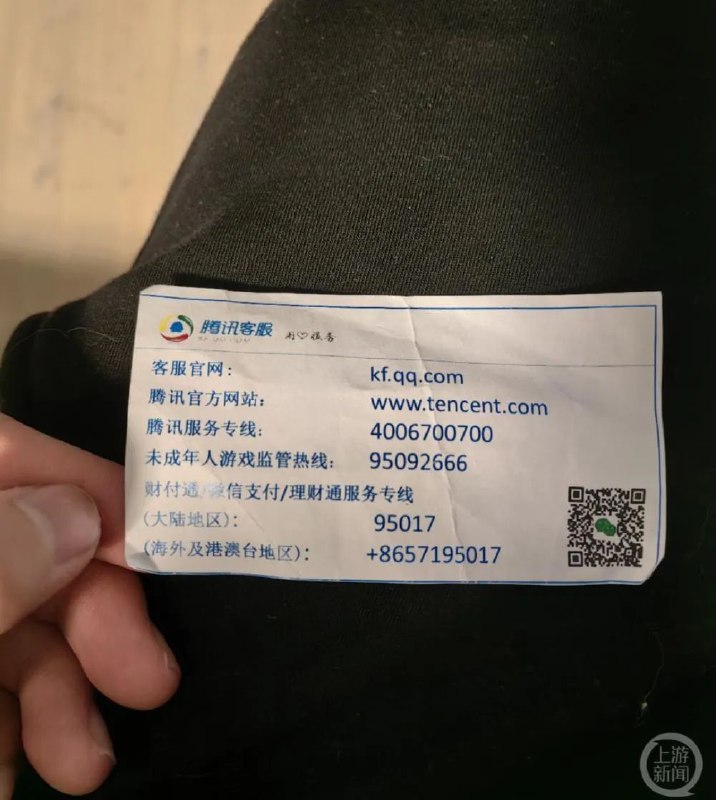 腾讯客服 用♡服务
KF.QQ.COM
客服官网: kf.qq.com
腾讯官方网站: www.tencent.com
腾讯服务专线: 4006700700
未成年人游戏监管热线: 95092666
财付通/微信支付/理财通服务专线
(大陆地区): 95017
(海外及港澳台地区): +8657195017
上游
新闻